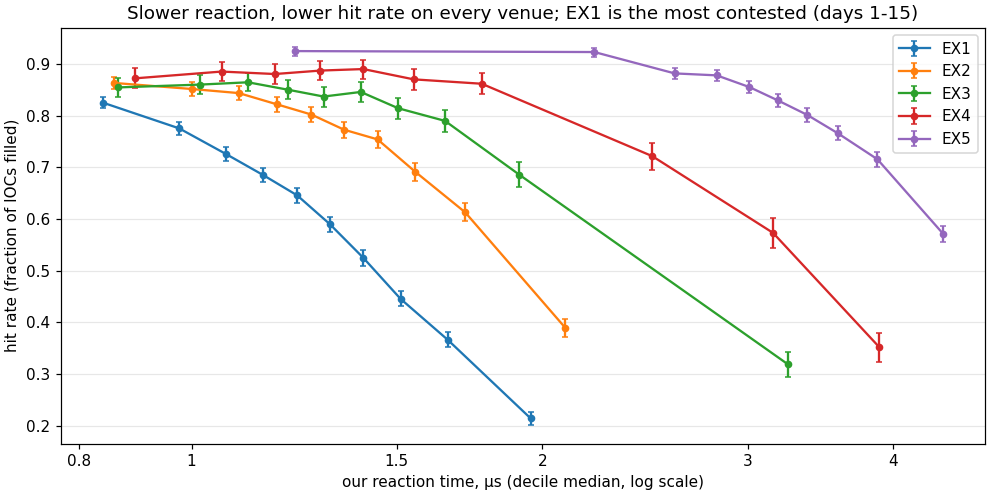 Slower reaction, lower hit rate on every venue; EX1 is the most contested (days 1-15)
hit rate (fraction of IOCs filled)
0.9
0.8
0.7
0.6
0.5
0.4
0.3
0.2
EX1
EX2
EX3
EX4
EX5
0.8
1
1.5
2
3
4
our reaction time, µs (decile median, log scale)